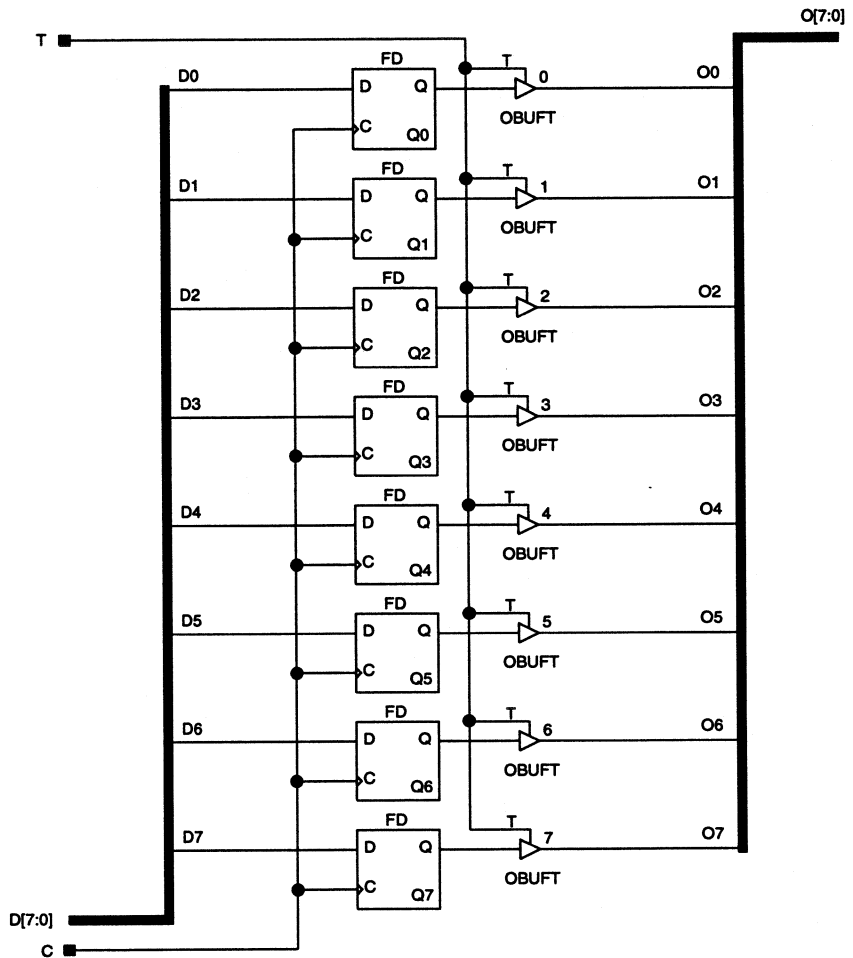 O[7:0]
T
FD
T
0
D0
D
Q
O0
C
Q0
OBUFT
FD
T
1
D1
D
Q
O1
C
Q1
OBUFT
FD
T
2
D2
D
Q
O2
C
Q2
OBUFT
FD
T
3
D3
D
Q
O3
C
Q3
OBUFT
FD
T
4
D4
D
Q
O4
C
Q4
OBUFT
FD
T
5
D5
D
Q
O5
C
Q5
OBUFT
FD
T
6
D6
D
Q
O6
C
Q6
OBUFT
FD
T
7
D7
D
Q
O7
C
Q7
OBUFT
D[7:0]
C